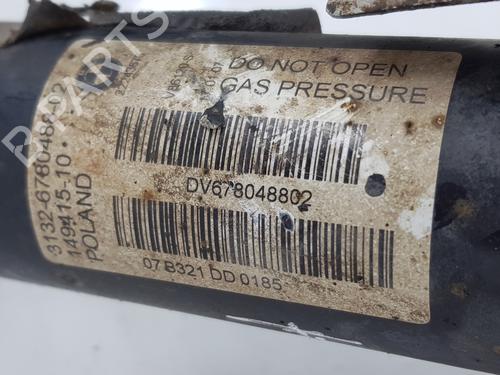 DO NOT OPEN
GAS PRESSURE
DV678048802
07 B321 DD 0185
3132-6780488-02
149415-10
POLAND
B-PARTS